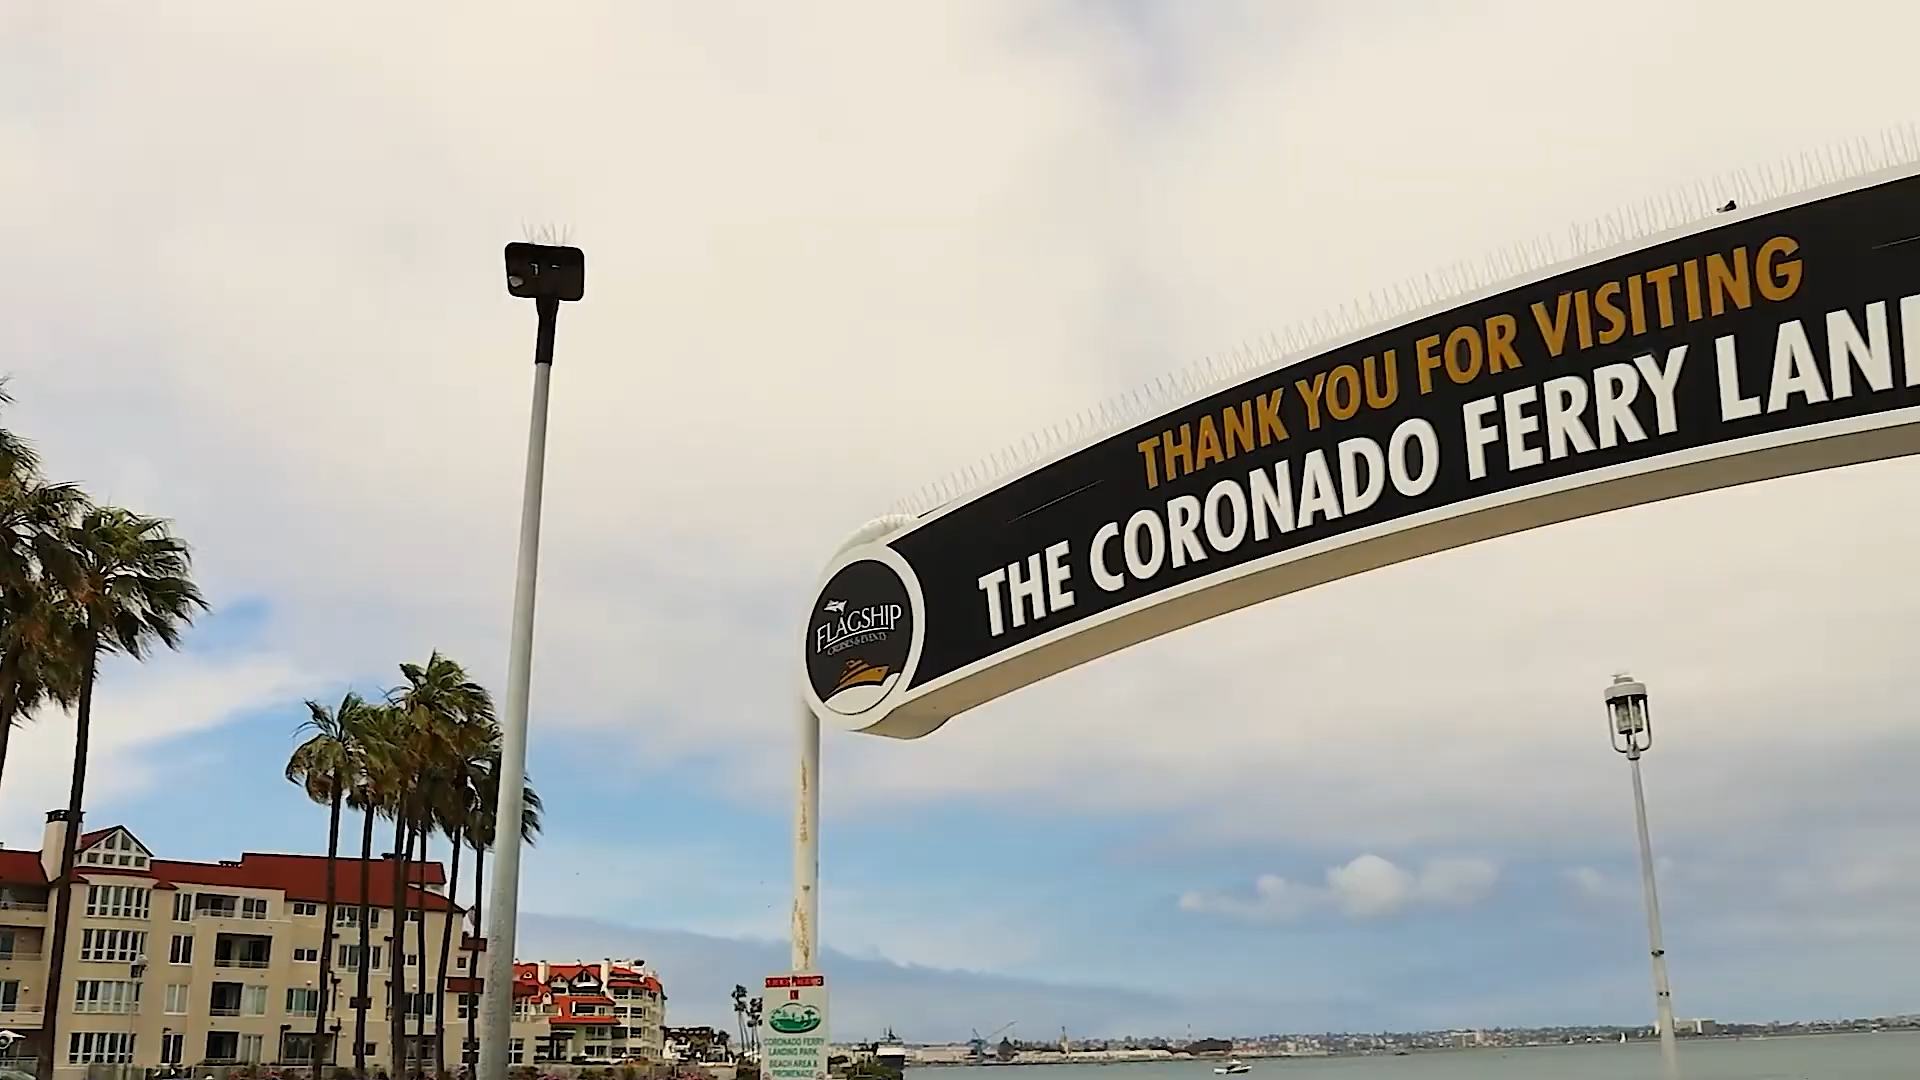 THANK YOU FOR VISITING
THE CORONADO FERRY LAN
FLAGSHIP
CRUISES & EVENTS
CORONADO FERRY
LANDING PARK,
BEACH AREA &
PROMENADE